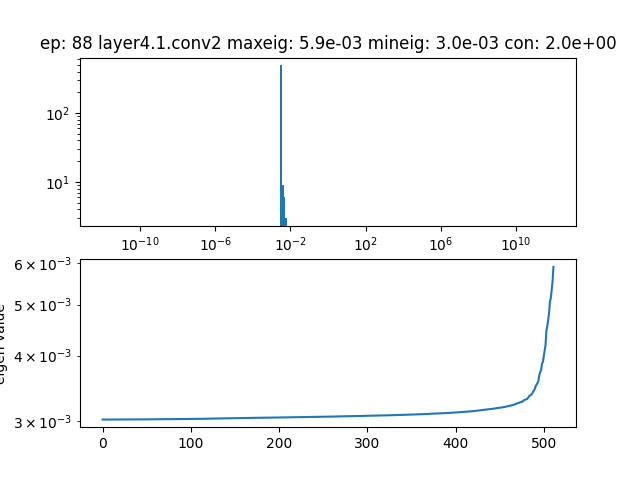 ep: 88 layer4.1.conv2 maxeig: 5.9e-03 mineig: 3.0e-03 con: 2.0e+00
10²
10¹
10⁻¹⁰ 10⁻⁶ 10⁻² 10² 10⁶ 10¹⁰
6 × 10⁻³
5 × 10⁻³
4 × 10⁻³
3 × 10⁻³
eigen value
0 100 200 300 400 500